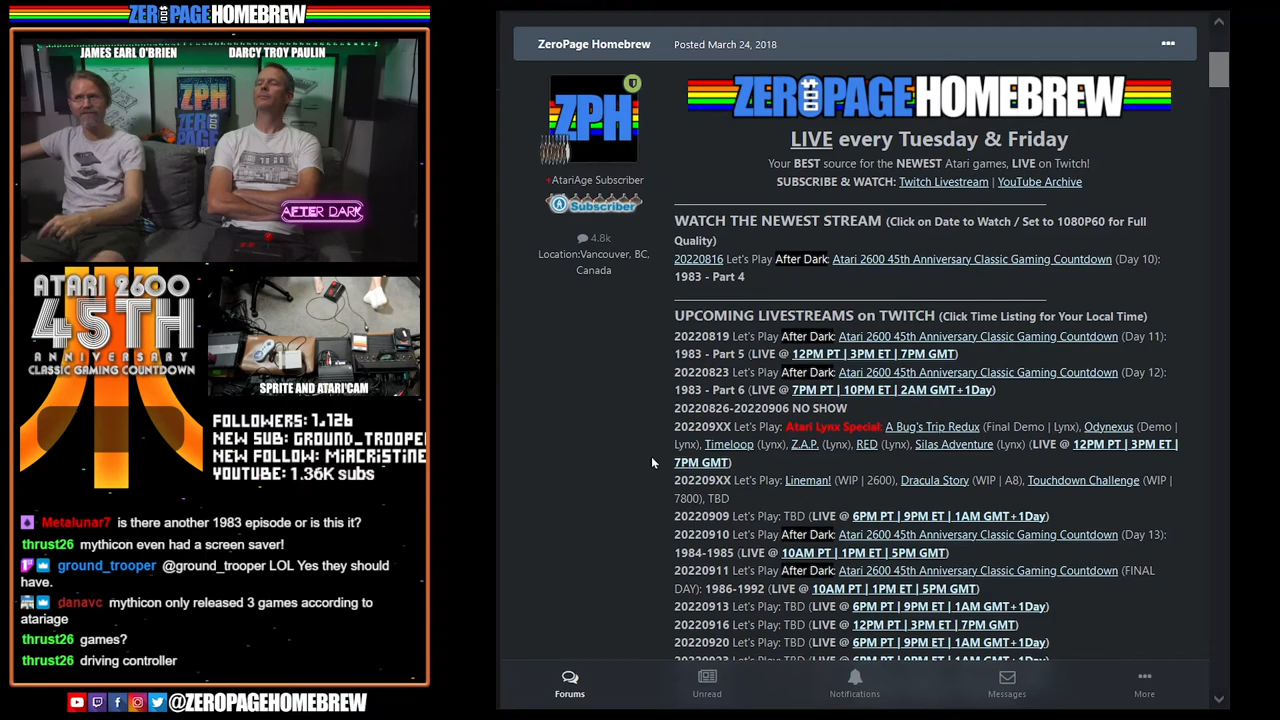 ZEROPAGE HOMEBREW
JAMES EARL O'BRIEN
DARCY TROY PAULIN
ZPH
AFTER DARK
ATARI 2600
45TH
ANNIVERSARY
CLASSIC GAMING COUNTDOWN
SPRITE AND ATARI CAM
FOLLOWERS: 1,126
NEW SUB: GROUND_TROOPER
NEW FOLLOW: MIACRISTINE
YOUTUBE: 1.36K subs
Metalunar7 is there another 1983 episode or is this it?
thrust26 mythicon even had a screen saver!
ground_trooper @ground_trooper LOL Yes they should
have.
danavc mythicon only released 3 games according to
atariage
thrust26 games?
thrust26 driving controller
@ZEROPAGEHOMEBREW
ZeroPage Homebrew Posted March 24, 2018
ZPH
+AtariAge Subscriber
Subscriber
4.8k
Location:Vancouver, BC,
Canada
ZEROPAGE HOMEBREW
LIVE every Tuesday & Friday
Your BEST source for the NEWEST Atari games, LIVE on Twitch!
SUBSCRIBE & WATCH: Twitch Livestream | YouTube Archive
WATCH THE NEWEST STREAM (Click on Date to Watch / Set to 1080P60 for Full
Quality)
20220816 Let's Play After Dark: Atari 2600 45th Anniversary Classic Gaming Countdown (Day 10):
1983 - Part 4
UPCOMING LIVESTREAMS on TWITCH (Click Time Listing for Your Local Time)
20220819 Let's Play After Dark: Atari 2600 45th Anniversary Classic Gaming Countdown (Day 11):
1983 - Part 5 (LIVE @ 12PM PT | 3PM ET | 7PM GMT)
20220823 Let's Play After Dark: Atari 2600 45th Anniversary Classic Gaming Countdown (Day 12):
1983 - Part 6 (LIVE @ 7PM PT | 10PM ET | 2AM GMT+1Day)
20220826-20220906 NO SHOW
202209XX Let's Play: Atari Lynx Special: A Bug's Trip Redux (Final Demo | Lynx), Odynexus (Demo |
Lynx), Timeloop (Lynx), Z.A.P. (Lynx), RED (Lynx), Silas Adventure (Lynx) (LIVE @ 12PM PT | 3PM ET |
7PM GMT)
202209XX Let's Play: Lineman! (WIP | 2600), Dracula Story (WIP | A8), Touchdown Challenge (WIP |
7800), TBD
20220909 Let's Play: TBD (LIVE @ 6PM PT | 9PM ET | 1AM GMT+1Day)
20220910 Let's Play After Dark: Atari 2600 45th Anniversary Classic Gaming Countdown (Day 13):
1984-1985 (LIVE @ 10AM PT | 1PM ET | 5PM GMT)
20220911 Let's Play After Dark: Atari 2600 45th Anniversary Classic Gaming Countdown (FINAL
DAY): 1986-1992 (LIVE @ 10AM PT | 1PM ET | 5PM GMT)
20220913 Let's Play: TBD (LIVE @ 6PM PT | 9PM ET | 1AM GMT+1Day)
20220916 Let's Play: TBD (LIVE @ 12PM PT | 3PM ET | 7PM GMT)
20220920 Let's Play: TBD (LIVE @ 6PM PT | 9PM ET | 1AM GMT+1Day)
Forums
Unread
Notifications
Messages
More